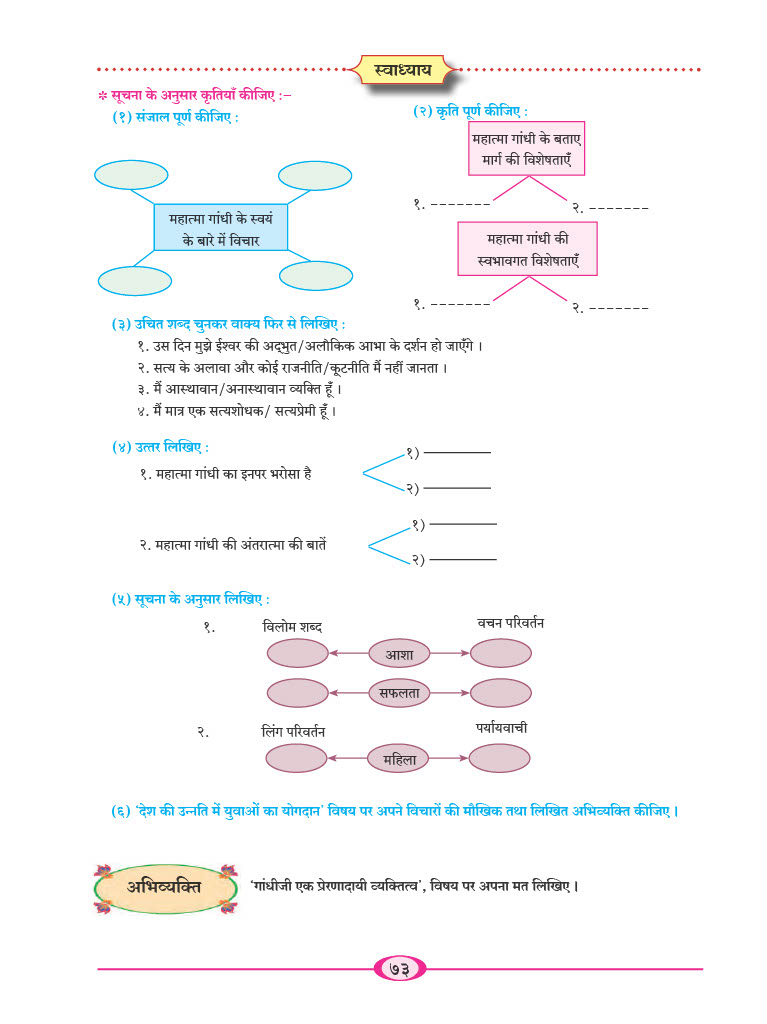 स्वाध्याय
* सूचना के अनुसार कृतियाँ कीजिए :–
(१) संजाल पूर्ण कीजिए :
महात्मा गांधी के स्वयं
के बारे में विचार
(२) कृति पूर्ण कीजिए :
महात्मा गांधी के बताए
मार्ग की विशेषताएँ
१. _ _ _ _ _ _ _
२. _ _ _ _ _ _ _
महात्मा गांधी की
स्वभावगत विशेषताएँ
१. _ _ _ _ _ _ _
२. _ _ _ _ _ _ _
(३) उचित शब्द चुनकर वाक्य फिर से लिखिए :
१. उस दिन मुझे ईश्वर की अद्‌भुत/अलौकिक आभा के दर्शन हो जाएँगे ।
२. सत्य के अलावा और कोई राजनीति/कूटनीति मैं नहीं जानता ।
३. मैं आस्थावान/अनास्थावान व्यक्ति हूँ ।
४. मैं मात्र एक सत्यशोधक/ सत्यप्रेमी हूँ ।
(४) उत्तर लिखिए :
१. महात्मा गांधी का इनपर भरोसा है
१) ________
२) ________
२. महात्मा गांधी की अंतरात्मा की बातें
१) ________
२) ________
(५) सूचना के अनुसार लिखिए :
१. विलोम शब्द वचन परिवर्तन
आशा
सफलता
२. लिंग परिवर्तन पर्यायवाची
महिला
(६) ‘देश की उन्नति में युवाओं का योगदान’ विषय पर अपने विचारों की मौखिक तथा लिखित अभिव्यक्ति कीजिए ।
अभिव्यक्ति
‘गांधीजी एक प्रेरणादायी व्यक्तित्व’, विषय पर अपना मत लिखिए ।
७३